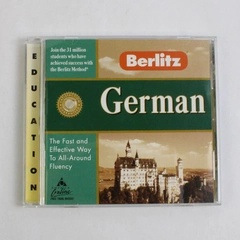 EDUCATION
Join the 31 million
students who have
achieved success with
the Berlitz Method®
Berlitz
German
The Fast and
Effective Way
To All-Around
Fluency